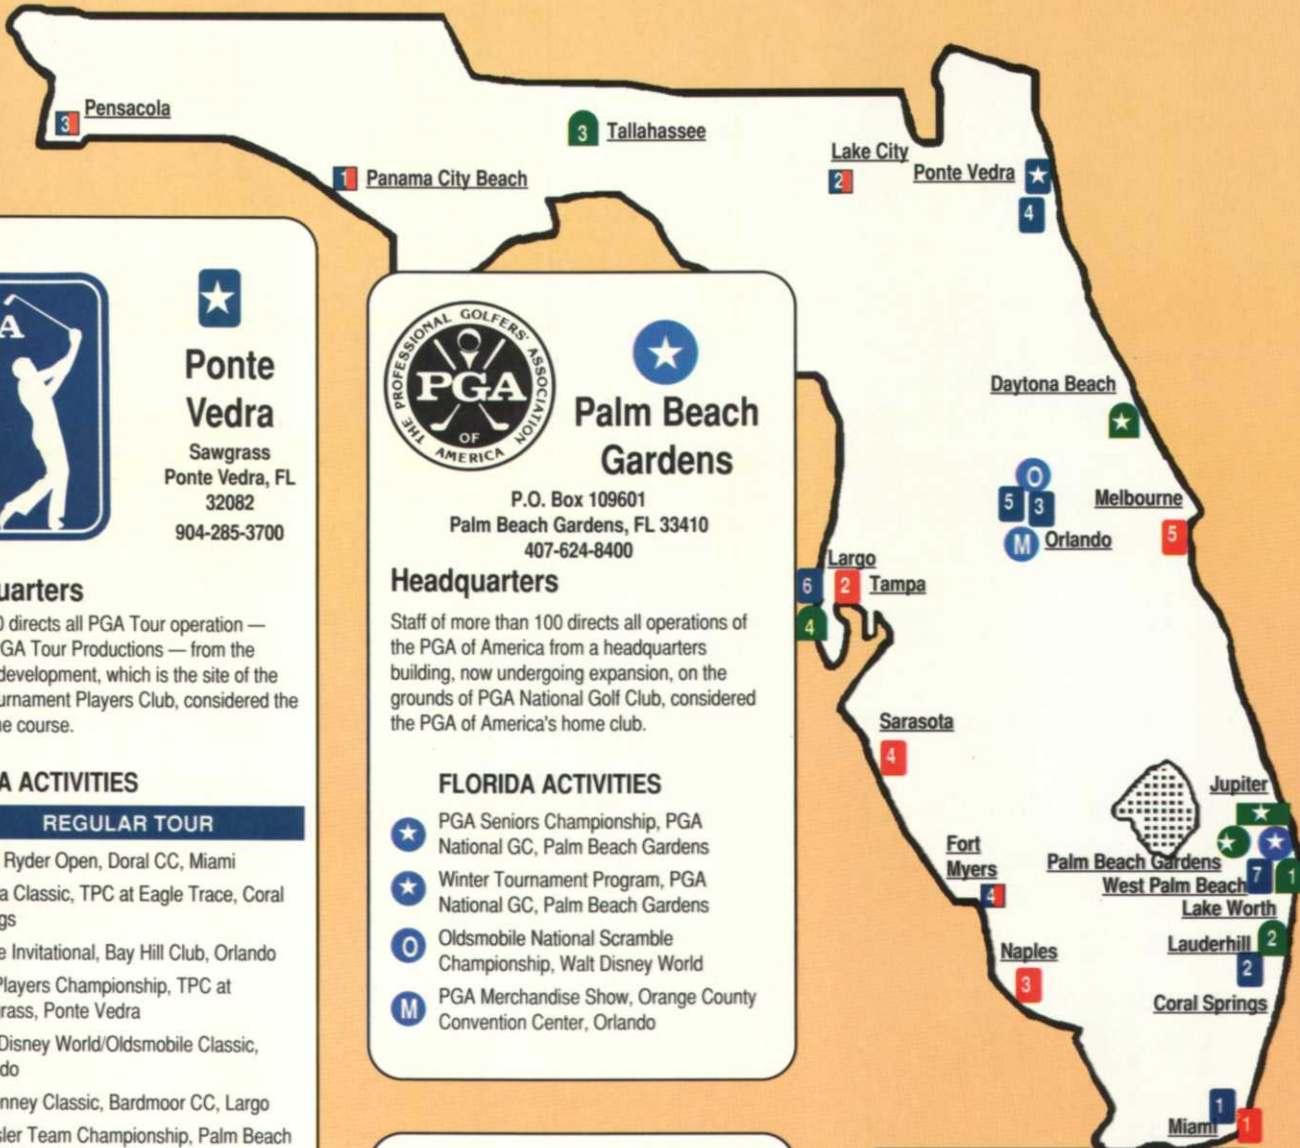 Pensacola
3
3
Tallahassee
1
Panama City Beach
Lake City
2
Ponte Vedra
4
A
Ponte
Vedra
Sawgrass
Ponte Vedra, FL
32082
904-285-3700
uarters
0 directs all PGA Tour operation —
GA Tour Productions — from the
development, which is the site of the
urnament Players Club, considered the
e course.
A ACTIVITIES
REGULAR TOUR
Ryder Open, Doral CC, Miami
a Classic, TPC at Eagle Trace, Coral
gs
e Invitational, Bay Hill Club, Orlando
Players Championship, TPC at
grass, Ponte Vedra
Disney World/Oldsmobile Classic,
do
nney Classic, Bardmoor CC, Largo
sler Team Championship, Palm Beach
THE PROFESSIONAL GOLFERS' ASSOCIATION
PGA
OF
AMERICA
Palm Beach
Gardens
P.O. Box 109601
Palm Beach Gardens, FL 33410
407-624-8400
Headquarters
Staff of more than 100 directs all operations of
the PGA of America from a headquarters
building, now undergoing expansion, on the
grounds of PGA National Golf Club, considered
the PGA of America's home club.
FLORIDA ACTIVITIES
PGA Seniors Championship, PGA
National GC, Palm Beach Gardens
Winter Tournament Program, PGA
National GC, Palm Beach Gardens
O Oldsmobile National Scramble
Championship, Walt Disney World
M PGA Merchandise Show, Orange County
Convention Center, Orlando
Daytona Beach
O
5 3
M Orlando
Melbourne
5
Largo
6 2 Tampa
4
Sarasota
4
Jupiter
Palm Beach Gardens
West Palm Beach 7 1
Lake Worth
Fort
Myers
4
Lauderhill 2
2
Naples
3
Coral Springs
1
Miami 1